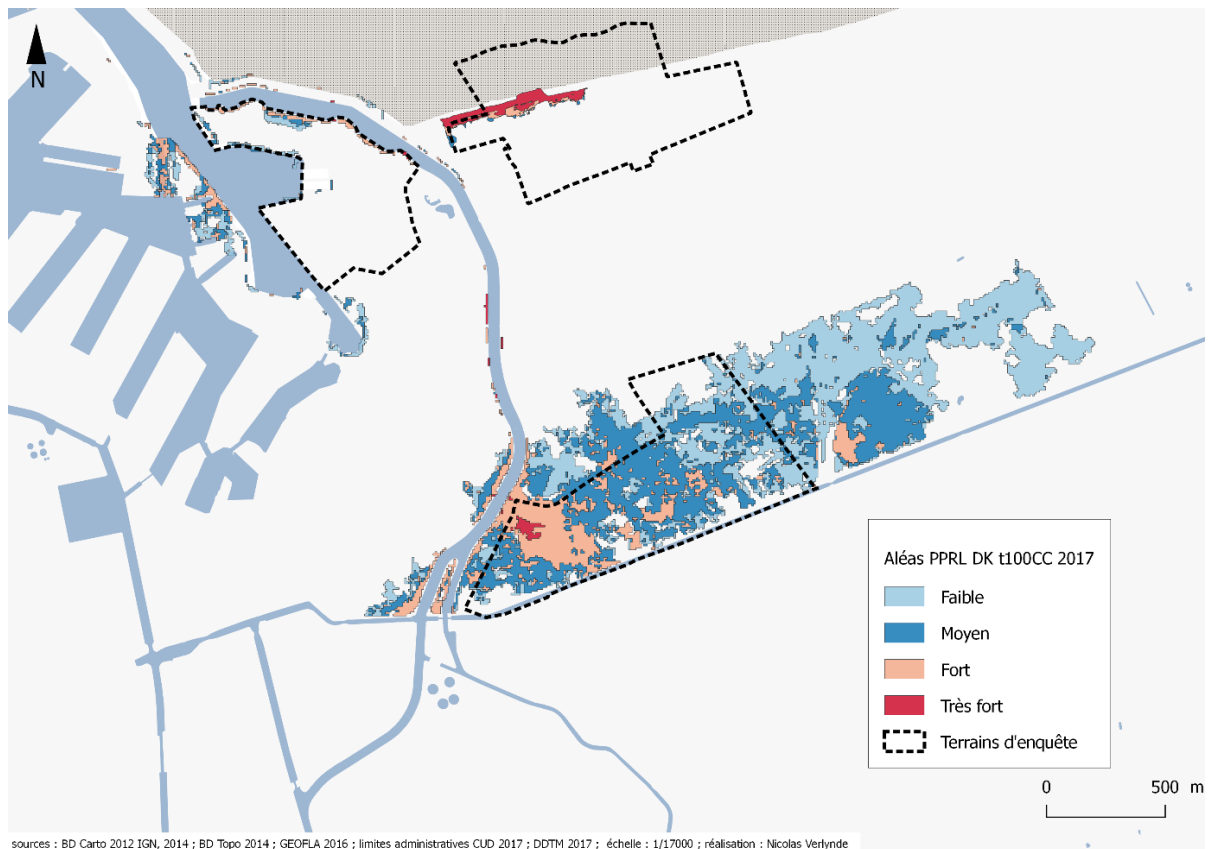 N
Aléas PPRL DK t100CC 2017
Faible
Moyen
Fort
Très fort
Terrains d'enquête
0 500 m
sources : BD Carto 2012 IGN, 2014 ; BD Topo 2014 ; GEOFLA 2016 ; limites administratives CUD 2017 ; DDTM 2017 ; échelle : 1/17000 ; réalisation : Nicolas Verlynde